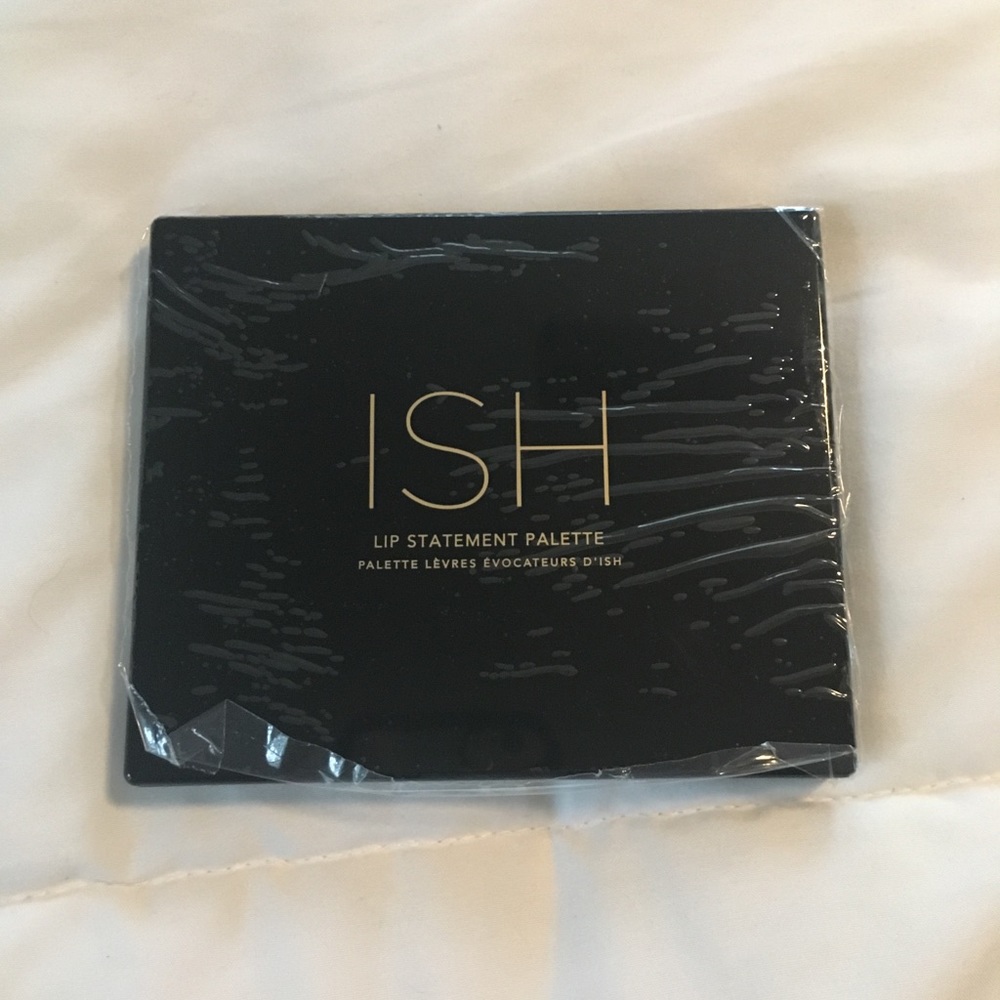 ISH
LIP STATEMENT PALETTE
PALETTE LÈVRES ÉVOCATEURS D'ISH